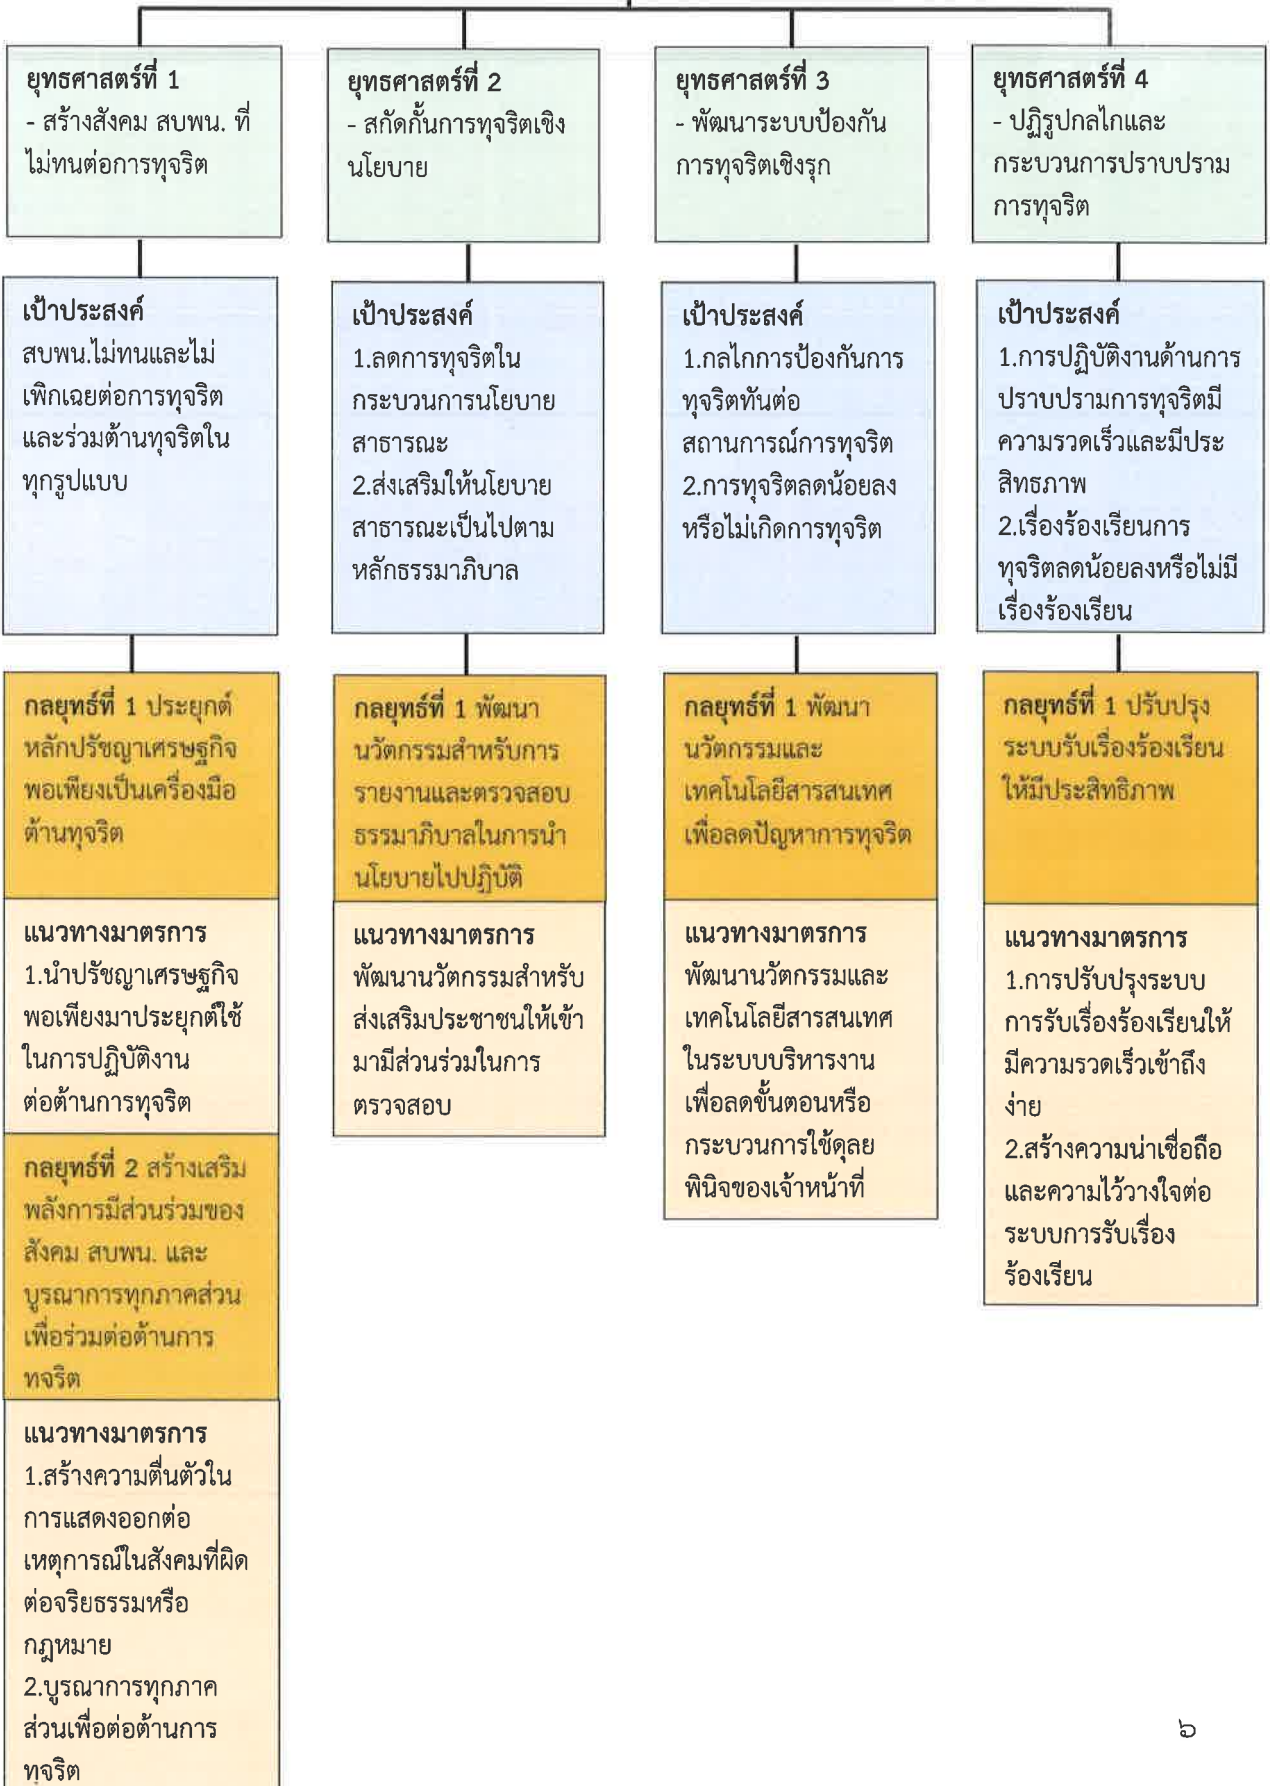 ยุทธศาสตร์ที่ 1
- สร้างสังคม สบพน. ที่
ไม่ทนต่อการทุจริต
ยุทธศาสตร์ที่ 2
- สกัดกั้นการทุจริตเชิง
นโยบาย
ยุทธศาสตร์ที่ 3
- พัฒนาระบบป้องกัน
การทุจริตเชิงรุก
ยุทธศาสตร์ที่ 4
- ปฏิรูปกลไกและ
กระบวนการปราบปราม
การทุจริต
เป้าประสงค์
สบพน.ไม่ทนและไม่
เพิกเฉยต่อการทุจริต
และร่วมต้านทุจริตใน
ทุกรูปแบบ
เป้าประสงค์
1.ลดการทุจริตใน
กระบวนการนโยบาย
สาธารณะ
2.ส่งเสริมให้นโยบาย
สาธารณะเป็นไปตาม
หลักธรรมาภิบาล
เป้าประสงค์
1.กลไกการป้องกันการ
ทุจริตทันต่อ
สถานการณ์การทุจริต
2.การทุจริตลดน้อยลง
หรือไม่เกิดการทุจริต
เป้าประสงค์
1.การปฏิบัติงานด้านการ
ปราบปรามการทุจริตมี
ความรวดเร็วและมีประ
สิทธภาพ
2.เรื่องร้องเรียนการ
ทุจริตลดน้อยลงหรือไม่มี
เรื่องร้องเรียน
กลยุทธ์ที่ 1 ประยุกต์
หลักปรัชญาเศรษฐกิจ
พอเพียงเป็นเครื่องมือ
ต้านทุจริต
แนวทางมาตรการ
1.นำปรัชญาเศรษฐกิจ
พอเพียงมาประยุกต์ใช้
ในการปฏิบัติงาน
ต่อต้านการทุจริต
กลยุทธ์ที่ 2 สร้างเสริม
พลังการมีส่วนร่วมของ
สังคม สบพน. และ
บูรณาการทุกภาคส่วน
เพื่อร่วมต่อต้านการ
ทจริต
แนวทางมาตรการ
1.สร้างความตื่นตัวใน
การแสดงออกต่อ
เหตุการณ์ในสังคมที่ผิด
ต่อจริยธรรมหรือ
กฎหมาย
2.บูรณาการทุกภาค
ส่วนเพื่อต่อต้านการ
ทุจริต
กลยุทธ์ที่ 1 พัฒนา
นวัตกรรมสำหรับการ
รายงานและตรวจสอบ
ธรรมาภิบาลในการนำ
นโยบายไปปฏิบัติ
แนวทางมาตรการ
พัฒนานวัตกรรมสำหรับ
ส่งเสริมประชาชนให้เข้า
มามีส่วนร่วมในการ
ตรวจสอบ
กลยุทธ์ที่ 1 พัฒนา
นวัตกรรมและ
เทคโนโลยีสารสนเทศ
เพื่อลดปัญหาการทุจริต
แนวทางมาตรการ
พัฒนานวัตกรรมและ
เทคโนโลยีสารสนเทศ
ในระบบบริหารงาน
เพื่อลดขั้นตอนหรือ
กระบวนการใช้ดุลย
พินิจของเจ้าหน้าที่
กลยุทธ์ที่ 1 ปรับปรุง
ระบบรับเรื่องร้องเรียน
ให้มีประสิทธิภาพ
แนวทางมาตรการ
1.การปรับปรุงระบบ
การรับเรื่องร้องเรียนให้
มีความรวดเร็วเข้าถึง
ง่าย
2.สร้างความน่าเชื่อถือ
และความไว้วางใจต่อ
ระบบการรับเรื่อง
ร้องเรียน
๖